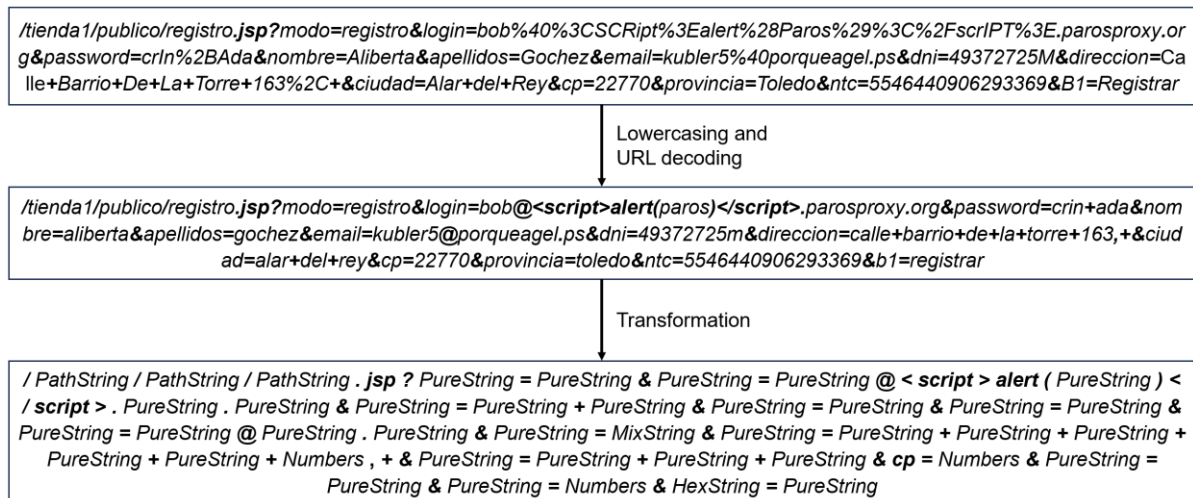 /tienda1/publico/registro.jsp?modo=registro&login=bob%40%3CSCRipt%3Ealert%28Paros%29%3C%2FscrIPT%3E.parosproxy.or
g&password=crIn%2BAda&nombre=Aliberta&apellidos=Gochez&email=kubler5%40porqueagel.ps&dni=49372725M&direccion=Ca
lle+Barrio+De+La+Torre+163%2C+&ciudad=Alar+del+Rey&cp=22770&provincia=Toledo&ntc=5546440906293369&B1=Registrar
Lowercasing and
URL decoding
/tienda1/publico/registro.jsp?modo=registro&login=bob@<script>alert(paros)</script>.parosproxy.org&password=crin+ada&nom
bre=aliberta&apellidos=gochez&email=kubler5@porqueagel.ps&dni=49372725m&direccion=calle+barrio+de+la+torre+163,+&ciu
dad=alar+del+rey&cp=22770&provincia=toledo&ntc=5546440906293369&b1=registrar
Transformation
/ PathString / PathString / PathString . jsp ? PureString = PureString & PureString = PureString @ < script > alert ( PureString ) <
/ script > . PureString . PureString & PureString = PureString + PureString & PureString = PureString & PureString = PureString &
PureString = PureString @ PureString . PureString & PureString = MixString & PureString = PureString + PureString + PureString +
PureString + PureString + Numbers , + & PureString = PureString + PureString + PureString & cp = Numbers & PureString =
PureString & PureString = Numbers & HexString = PureString